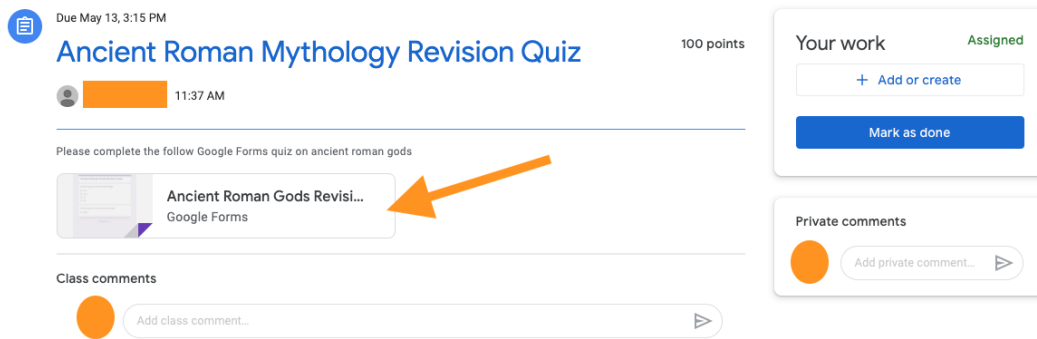 Due May 13, 3:15 PM
Ancient Roman Mythology Revision Quiz
100 points
11:37 AM
Please complete the follow Google Forms quiz on ancient roman gods
Ancient Roman Gods Revisi...
Google Forms
Class comments
Add class comment...
Your work
Assigned
+ Add or create
Mark as done
Private comments
Add private comment...